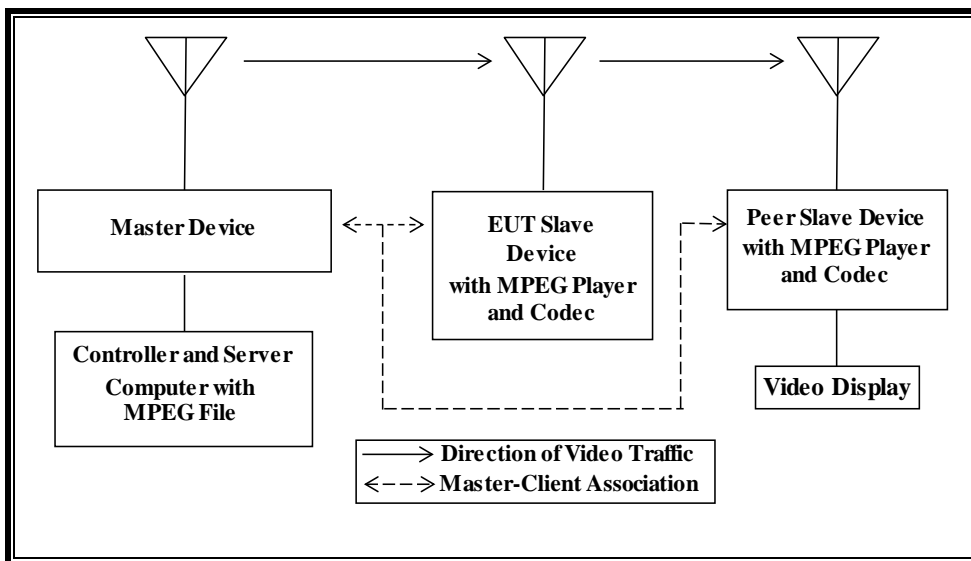 Master Device
EUT Slave
Device
with MPEG Player
and Codec
Peer Slave Device
with MPEG Player
and Codec
Controller and Server
Computer with
MPEG File
Video Display
Direction of Video Traffic
Master-Client Association